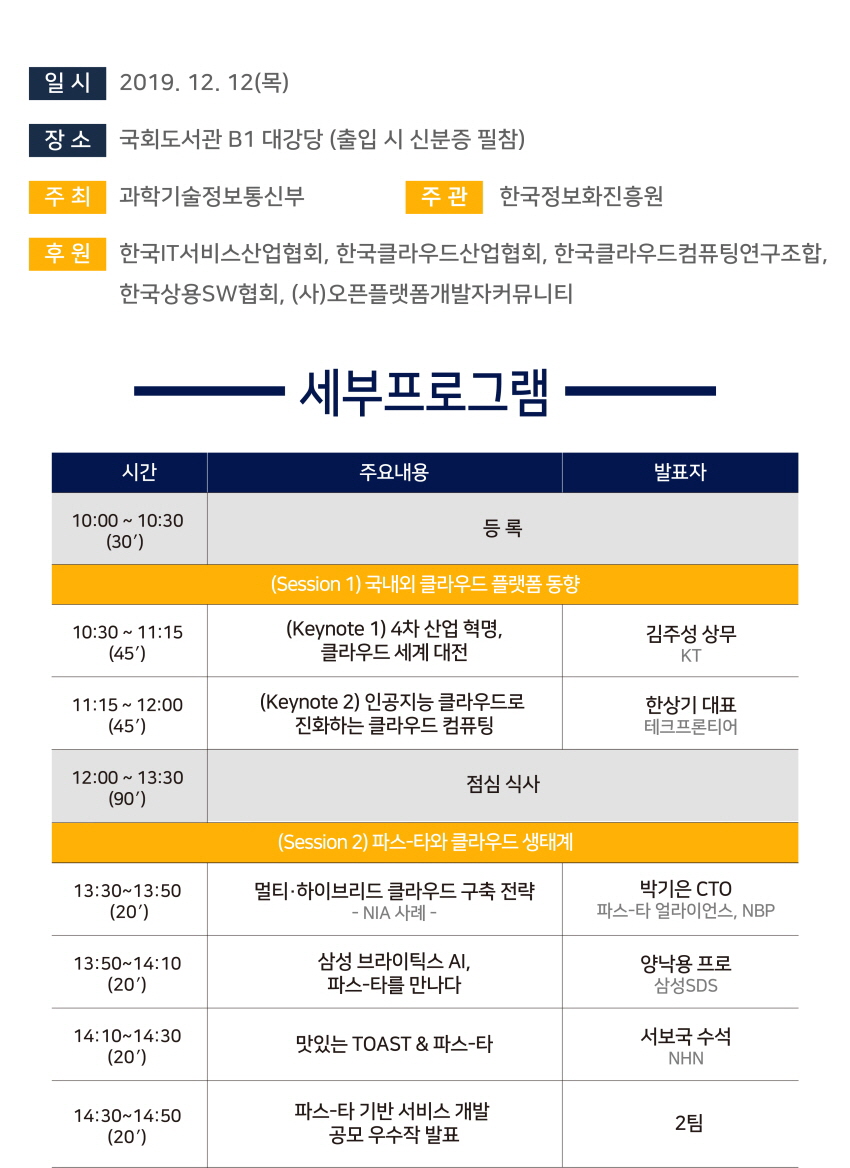 일 시 2019. 12. 12(목)
장 소 국회도서관 B1 대강당 (출입 시 신분증 필참)
주 최 과학기술정보통신부 주 관 한국정보화진흥원
후 원 한국IT서비스산업협회, 한국클라우드산업협회, 한국클라우드컴퓨팅연구조합,
한국상용SW협회, (사)오픈플랫폼개발자커뮤니티
세부프로그램
시간 주요내용 발표자
10:00 ~ 10:30
(30′)
등 록
(Session 1) 국내외 클라우드 플랫폼 동향
10:30 ~ 11:15
(45′)
(Keynote 1) 4차 산업 혁명,
클라우드 세계 대전
김주성 상무
KT
11:15 ~ 12:00
(45′)
(Keynote 2) 인공지능 클라우드로
진화하는 클라우드 컴퓨팅
한상기 대표
테크프론티어
12:00 ~ 13:30
(90′)
점심 식사
(Session 2) 파스-타와 클라우드 생태계
13:30~13:50
(20′)
멀티·하이브리드 클라우드 구축 전략
- NIA 사례 -
박기은 CTO
파스-타 얼라이언스, NBP
13:50~14:10
(20′)
삼성 브라이틱스 AI,
파스-타를 만나다
양낙용 프로
삼성SDS
14:10~14:30
(20′)
맛있는 TOAST & 파스-타
서보국 수석
NHN
14:30~14:50
(20′)
파스-타 기반 서비스 개발
공모 우수작 발표
2팀